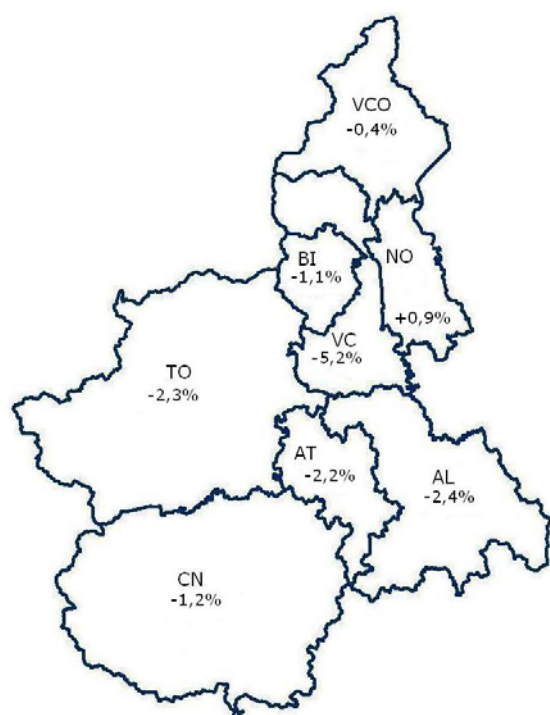 VCO
-0,4%
BI
-1,1%
NO
+0,9%
VC
-5,2%
TO
-2,3%
AT
-2,2%
AL
-2,4%
CN
-1,2%